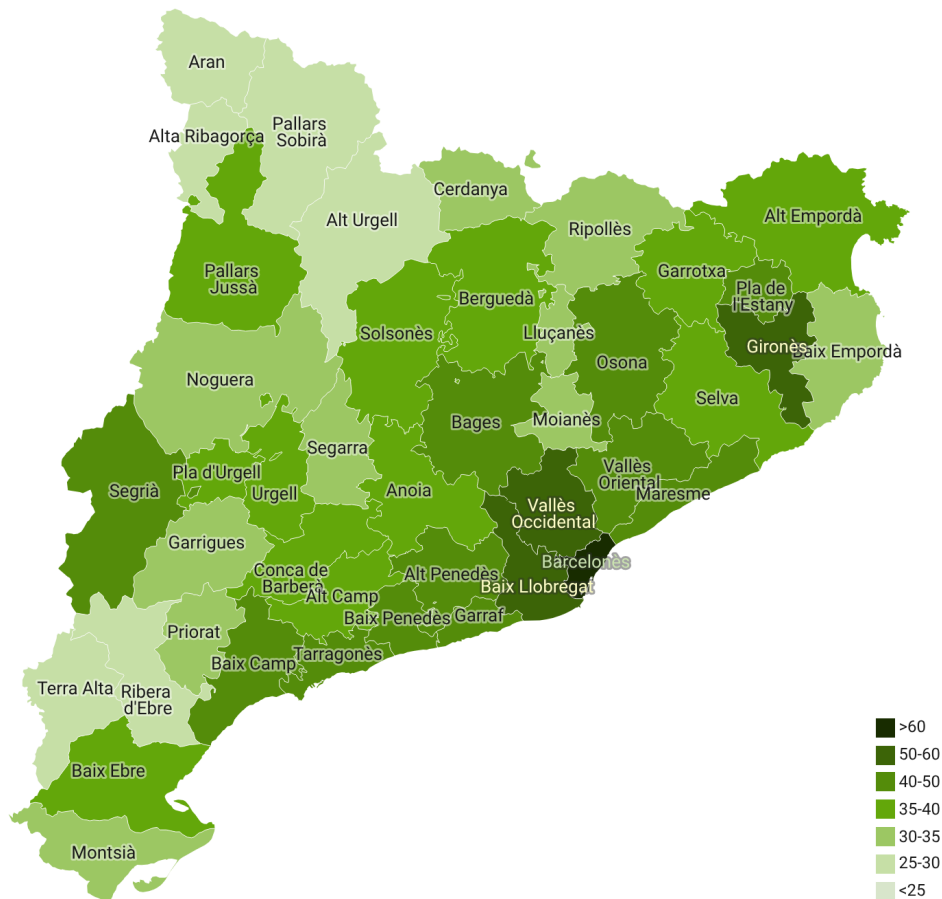 Aran
Alta Ribagorça
Pallars
Sobirà
Cerdanya
Alt Urgell
Ripollès
Alt Empordà
Pallars
Jussà
Garrotxa
Berguedà
Pla de
l'Estany
Solsonès
Lluçanès
Gironès
Baix Empordà
Osona
Noguera
Selva
Moianès
Bages
Segarra
Pla d'Urgell
Vallès
Oriental
Segrià
Urgell
Anoia
Maresme
Vallès
Occidental
Garrigues
Barcelonès
Conca de
Barberà
Alt Penedès
Baix Llobregat
Alt Camp
Baix Penedès
Garraf
Priorat
Tarragonès
Baix Camp
Terra Alta
Ribera
d'Ebre
Baix Ebre
Montsià
>60
50-60
40-50
35-40
30-35
25-30
<25